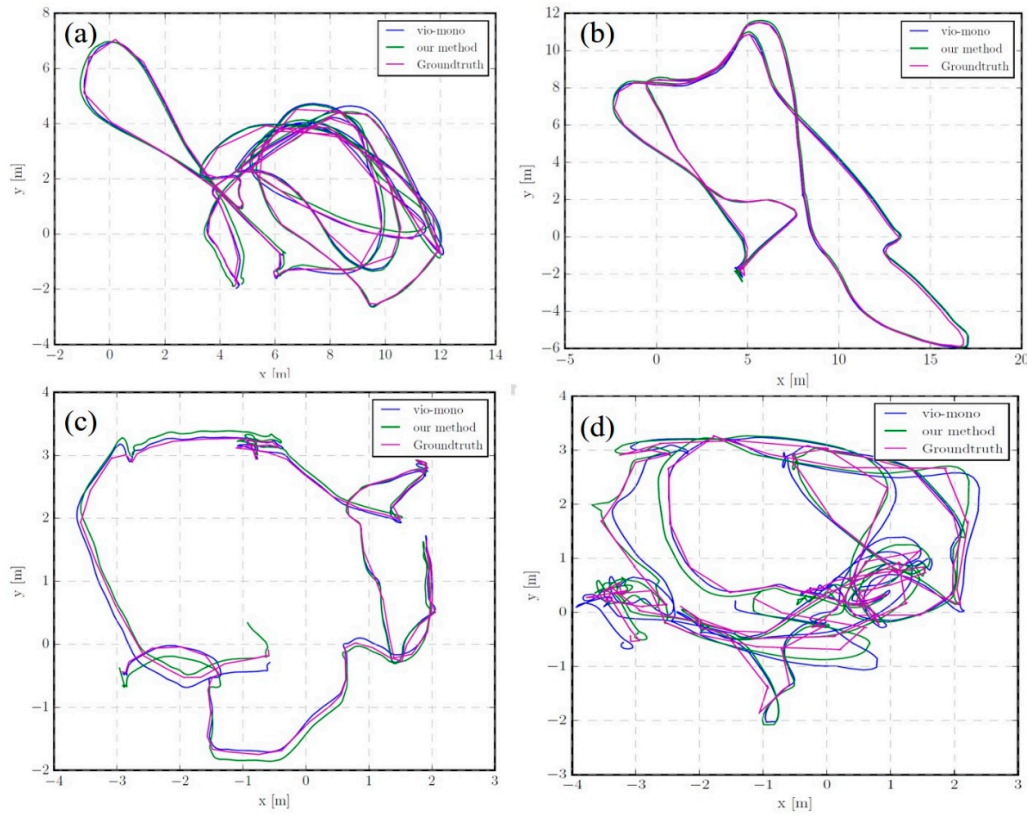 (a)
vio-mono
our method
Groundtruth
8
6
4
2
0
−2
−4
y [m]
−2 0 2 4 6 8 10 12 14
x [m]
(b)
vio-mono
our method
Groundtruth
12
10
8
6
4
2
0
−2
−4
−6
y [m]
−5 0 5 10 15 20
x [m]
(c)
vio-mono
our method
Groundtruth
4
3
2
1
0
−1
−2
y [m]
−4 −3 −2 −1 0 1 2 3
x [m]
(d)
vio-mono
our method
Groundtruth
4
3
2
1
0
−1
−2
−3
y [m]
−4 −3 −2 −1 0 1 2 3
x [m]